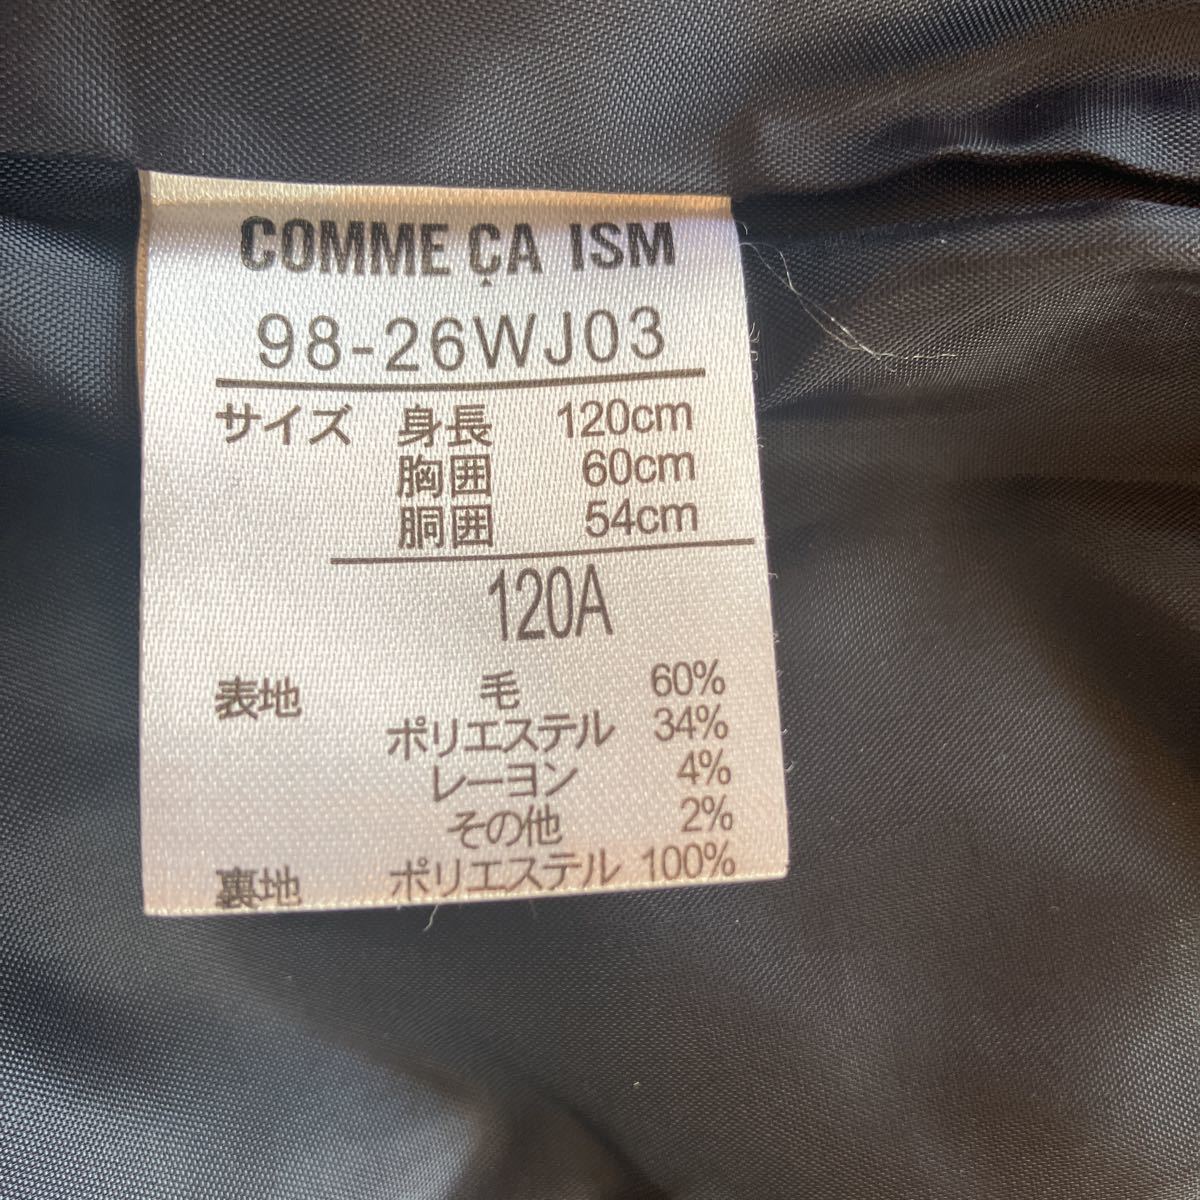 COMME ÇA ISM
98-26WJ03
サイズ 身長 120cm
胸囲 60cm
胴囲 54cm
120A
表地 毛 60%
ポリエステル 34%
レーヨン 4%
その他 2%
裏地 ポリエステル 100%